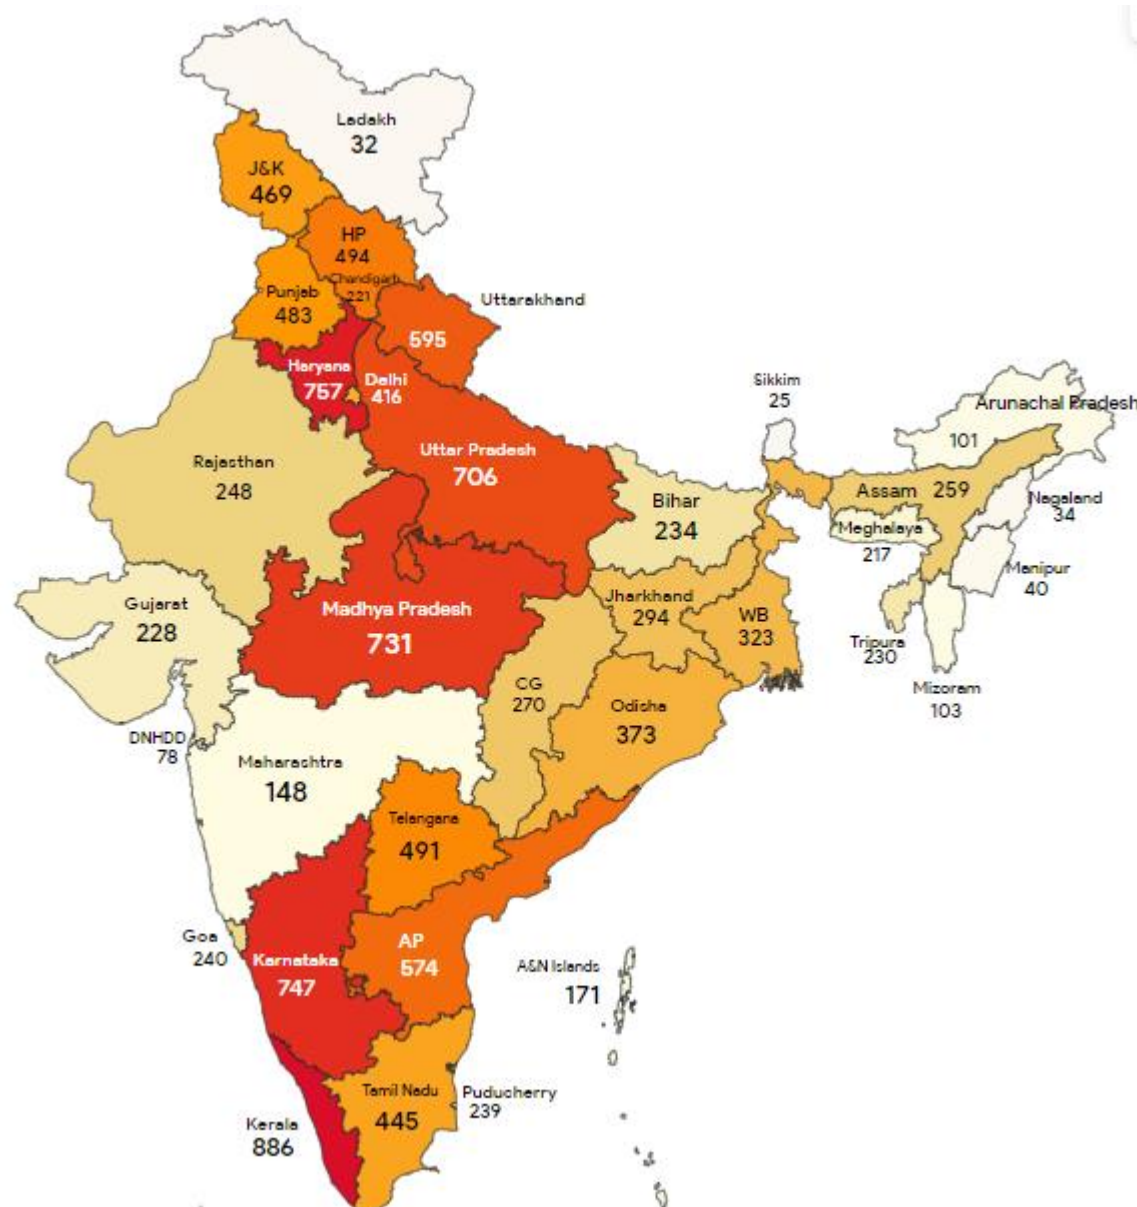 Ladakh
32
J&K
469
HP
494
Chandigarh
221
Punjab
483
Uttarakhand
595
Haryana
757
Delhi
416
Sikkim
25
Arunachal Pradesh
101
Uttar Pradesh
706
Rajasthan
248
Bihar
234
Assam 259
Nagaland
34
Meghalaya
217
Manipur
40
Gujarat
228
Madhya Pradesh
731
Jharkhand
294
WB
323
Tripura
230
Mizoram
103
CG
270
Odisha
373
DNHDD
78
Maharashtra
148
Telangana
491
Goa
240
Karnataka
747
AP
574
A&N Islands
171
Tamil Nadu
445
Puducherry
239
Kerala
886